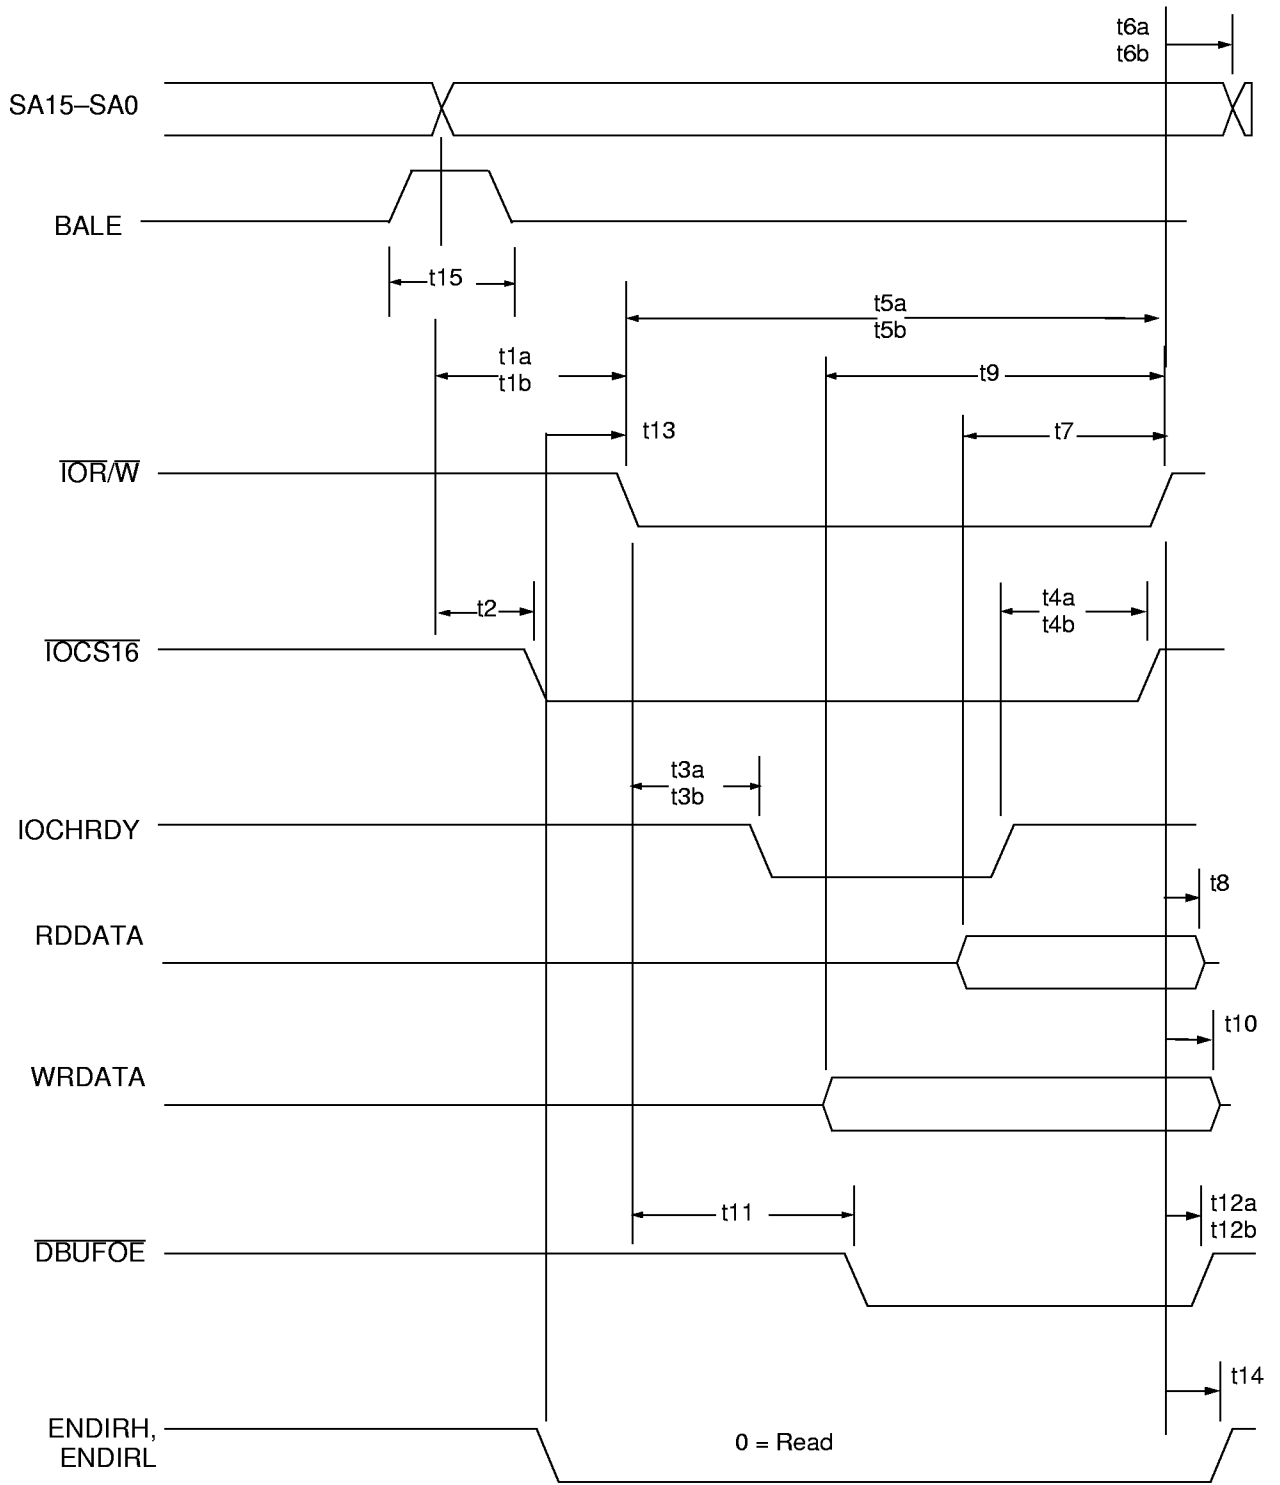 t6a
t6b
SA15–SA0
BALE
t15
t5a
t5b
t1a
t1b
t9
t13
t7
IOR/W
t2
t4a
t4b
IOCS16
t3a
t3b
IOCHRDY
t8
RDDATA
t10
WRDATA
t11
t12a
t12b
DBUFOE
t14
ENDIRH,
ENDIRL
0 = Read